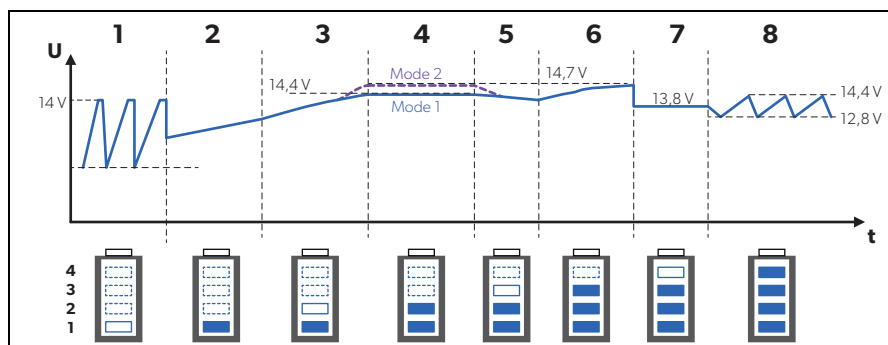 1 2 3 4 5 6 7 8
U
Mode 2
14,7 V
14,4 V
14 V
Mode 1
13,8 V
14,4 V
12,8 V
t
4
3
2
1